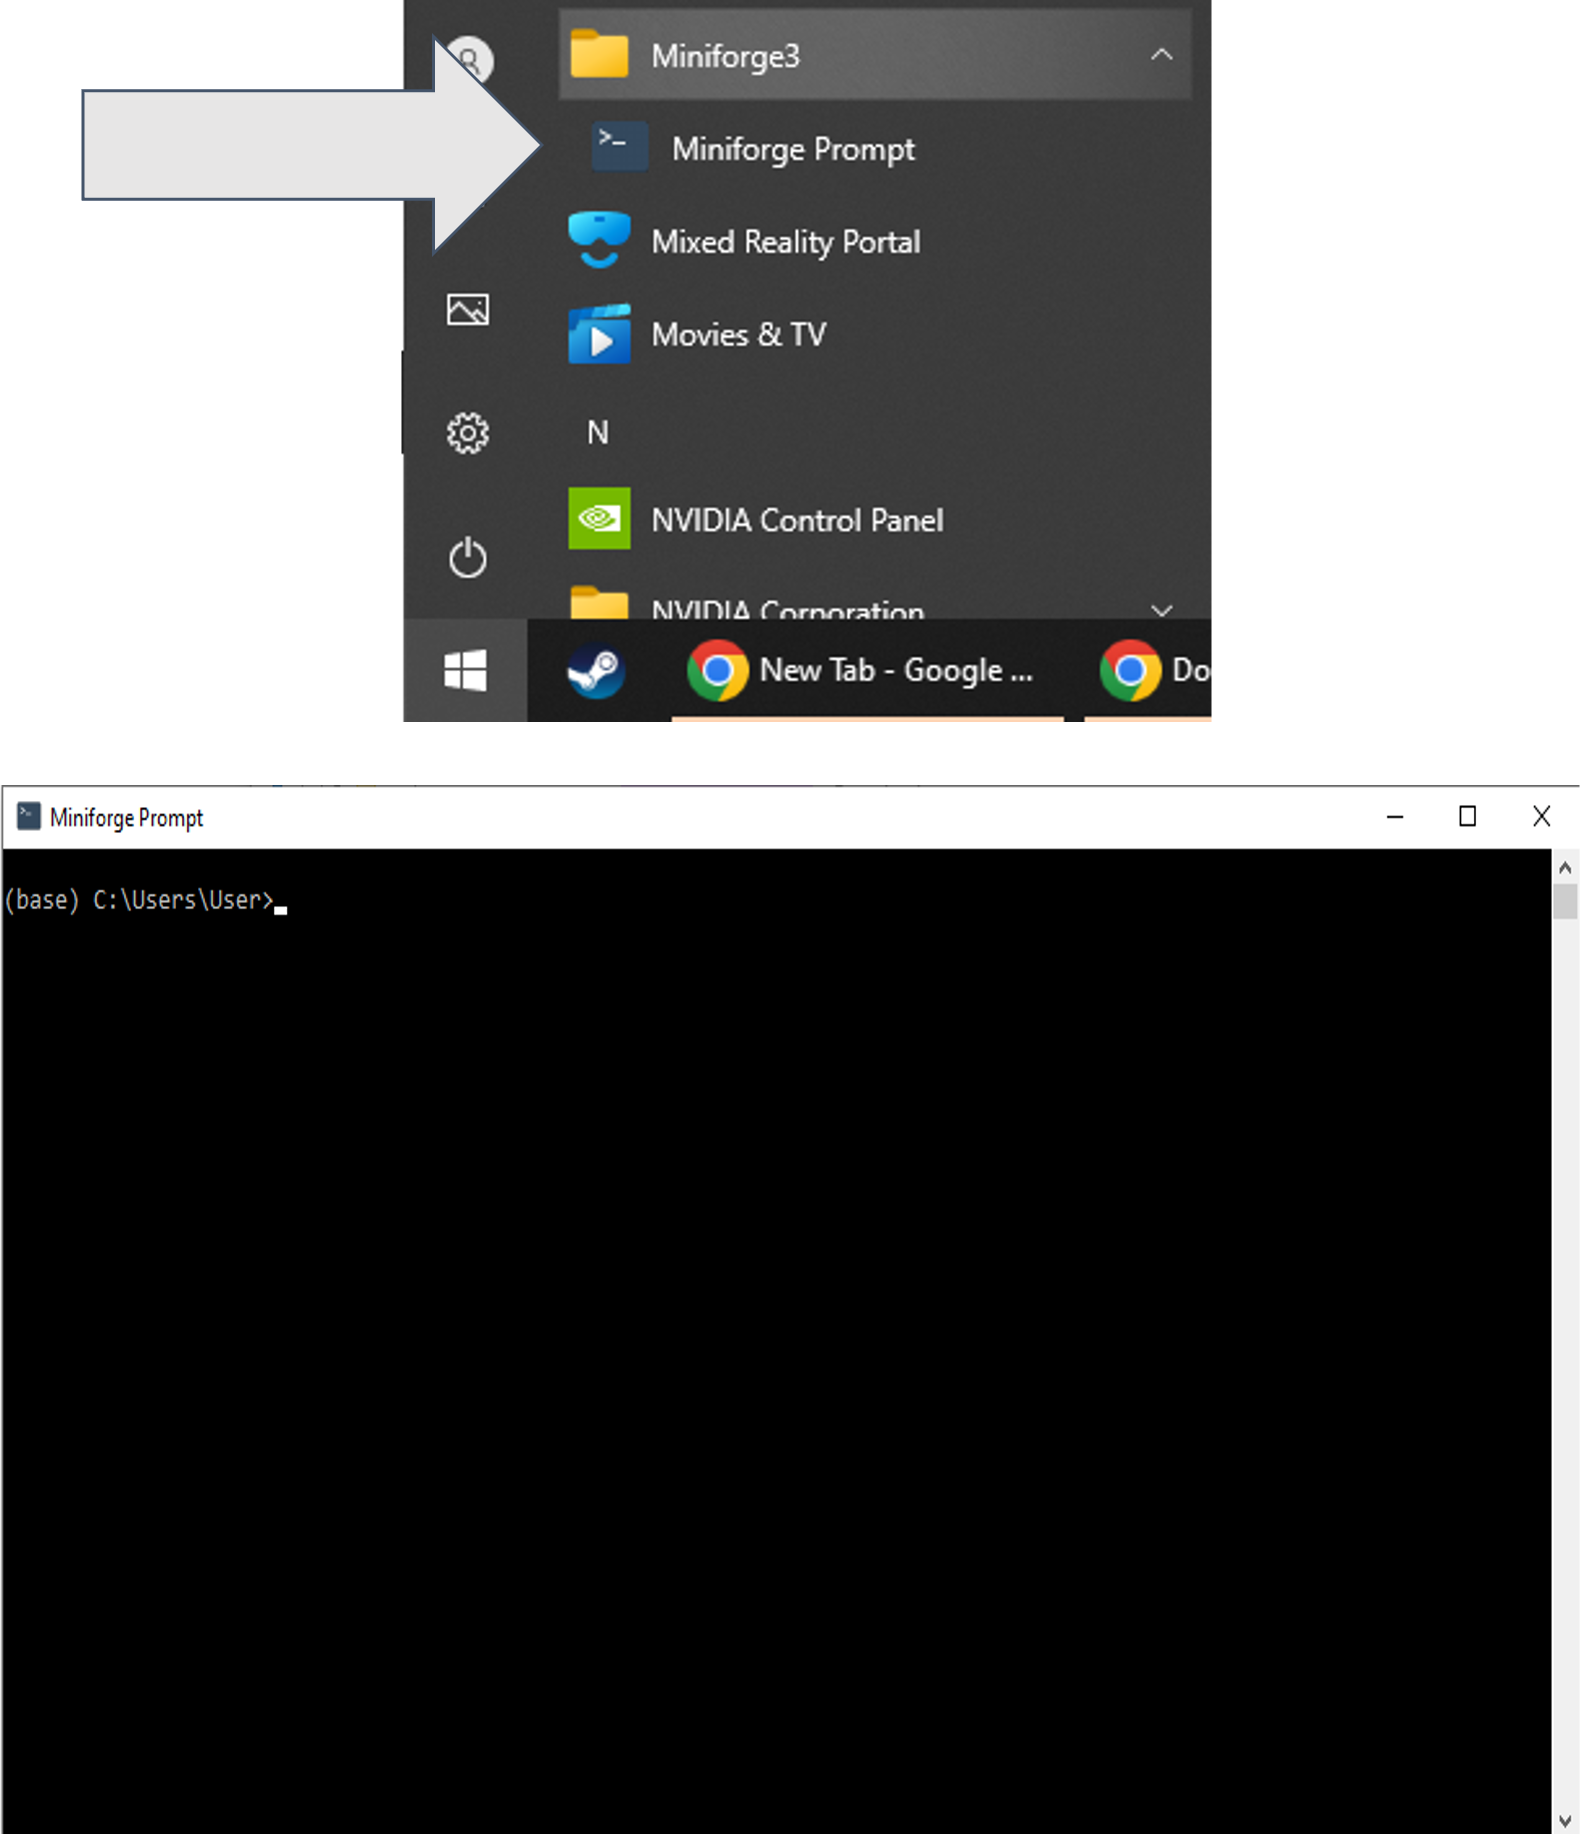 Miniforge3
>_ Miniforge Prompt
Mixed Reality Portal
Movies & TV
N
NVIDIA Control Panel
NVIDIA Corporation
New Tab - Google ...
Do
Miniforge Prompt
(base) C:\Users\User>